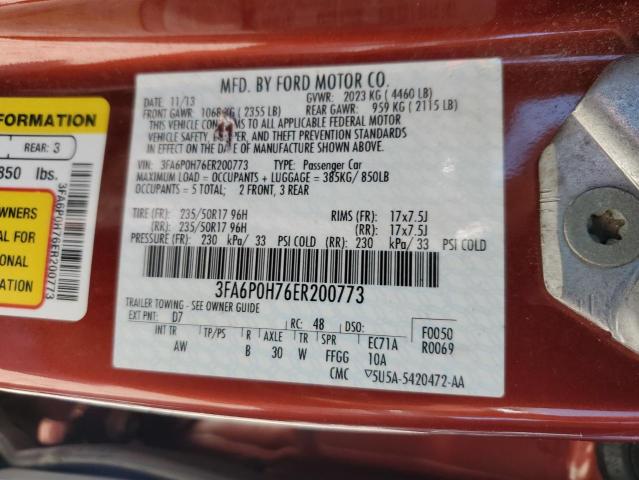 FORMATION
REAR: 3
850 lbs.
WNERS
AL FOR
ONAL
ATION
3FA6P0H76ER200773
MFD. BY FORD MOTOR CO.
DATE: 11/13 GVWR: 2023 KG ( 4460 LB)
FRONT GAWR: 1068 KG ( 2355 LB) REAR GAWR: 959 KG ( 2115 LB)
THIS VEHICLE CONFORMS TO ALL APPLICABLE FEDERAL MOTOR
VEHICLE SAFETY, PER, AND THEFT PREVENTION STANDARDS
IN EFFECT ON THE DATE OF MANUFACTURE SHOWN ABOVE.
VIN: 3FA6P0H76ER200773 TYPE: Passenger Car
MAXIMUM LOAD = OCCUPANTS + LUGGAGE = 385KG/ 850LB
OCCUPANTS = 5 TOTAL; 2 FRONT, 3 REAR
TIRE (FR): 235/50R17 96H RIMS (FR): 17x7.5J
(RR): 235/50R17 96H (RR): 17x7.5J
PRESSURE (FR): 230 kPa/ 33 PSI COLD (RR): 230 kPa/ 33 PSI COLD
3FA6P0H76ER200773
TRAILER TOWING - SEE OWNER GUIDE
EXT PNT: D7 RC: 48 DSO: F0050
INT TR TP/PS R AXLE TR SPR EC71A R0069
AW B 30 W FFGG 10A
CMC ▽5U5A-5420472-AA